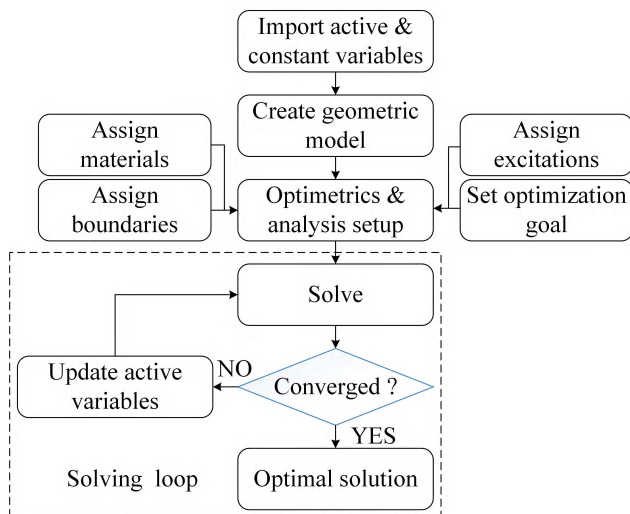 Import active &
constant variables
Create geometric
model
Assign
materials
Assign
excitations
Assign
boundaries
Optimetrics &
analysis setup
Set optimization
goal
Solve
Update active
variables
NO
Converged ?
YES
Solving loop
Optimal solution